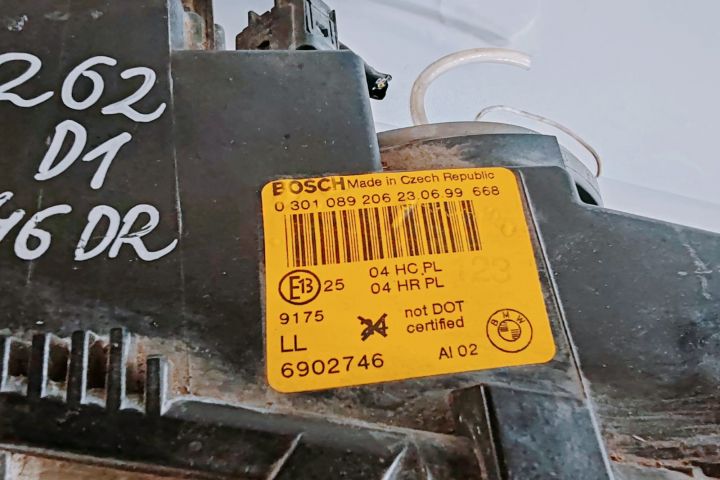 262
D1
46 DR
BOSCH Made in Czech Republic
0 301 089 206 23.06.99 668
E13 25
04 HC PL
04 HR PL
9175
not DOT
certified
LL
6902746
AI 02
BMW